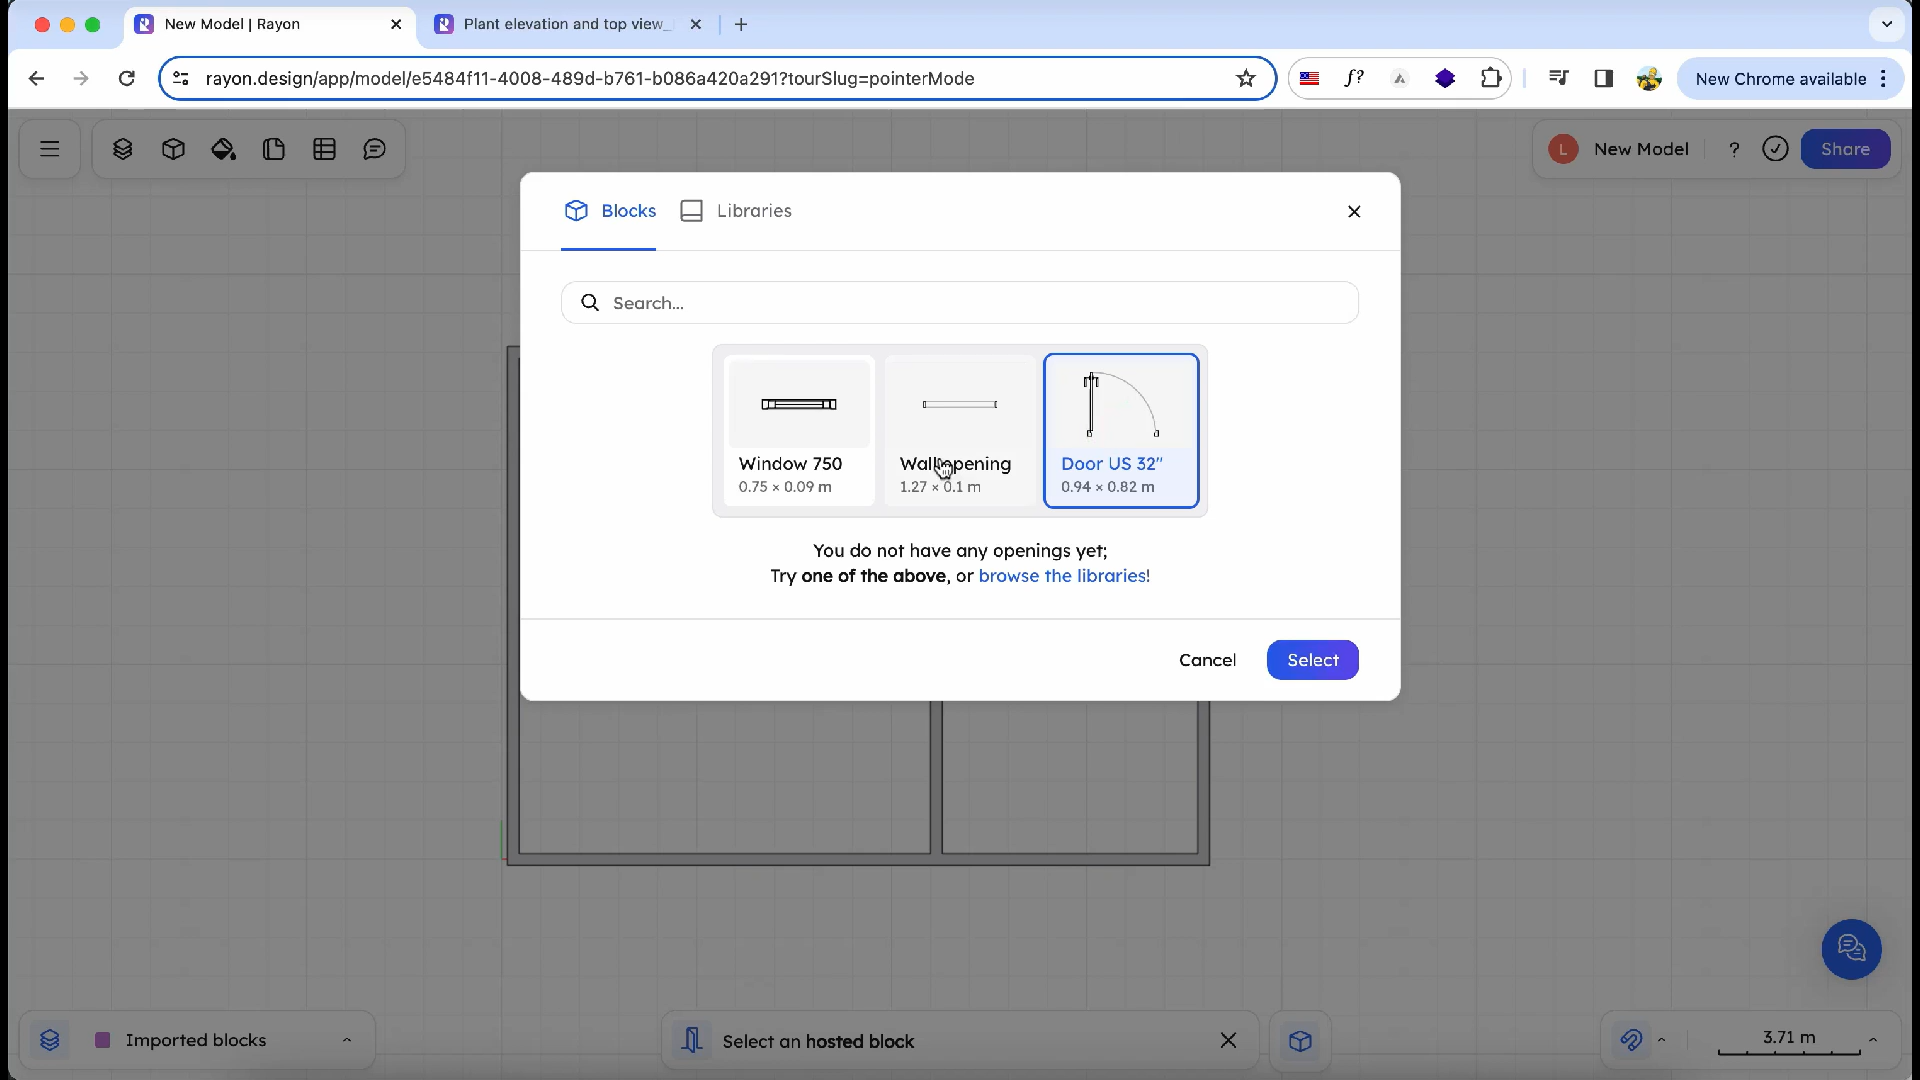 New Model | Rayon
Plant elevation and top view_
rayon.design/app/model/e5484f11-4008-489d-b761-b086a420a291?tourSlug=pointerMode
f?
New Chrome available
L
New Model
?
Share
Blocks
Libraries
Search...
Window 750
0.75 × 0.09 m
Wall opening
1.27 × 0.1 m
Door US 32"
0.94 × 0.82 m
You do not have any openings yet;
Try one of the above, or browse the libraries!
Cancel
Select
Imported blocks
Select an hosted block
3.71 m